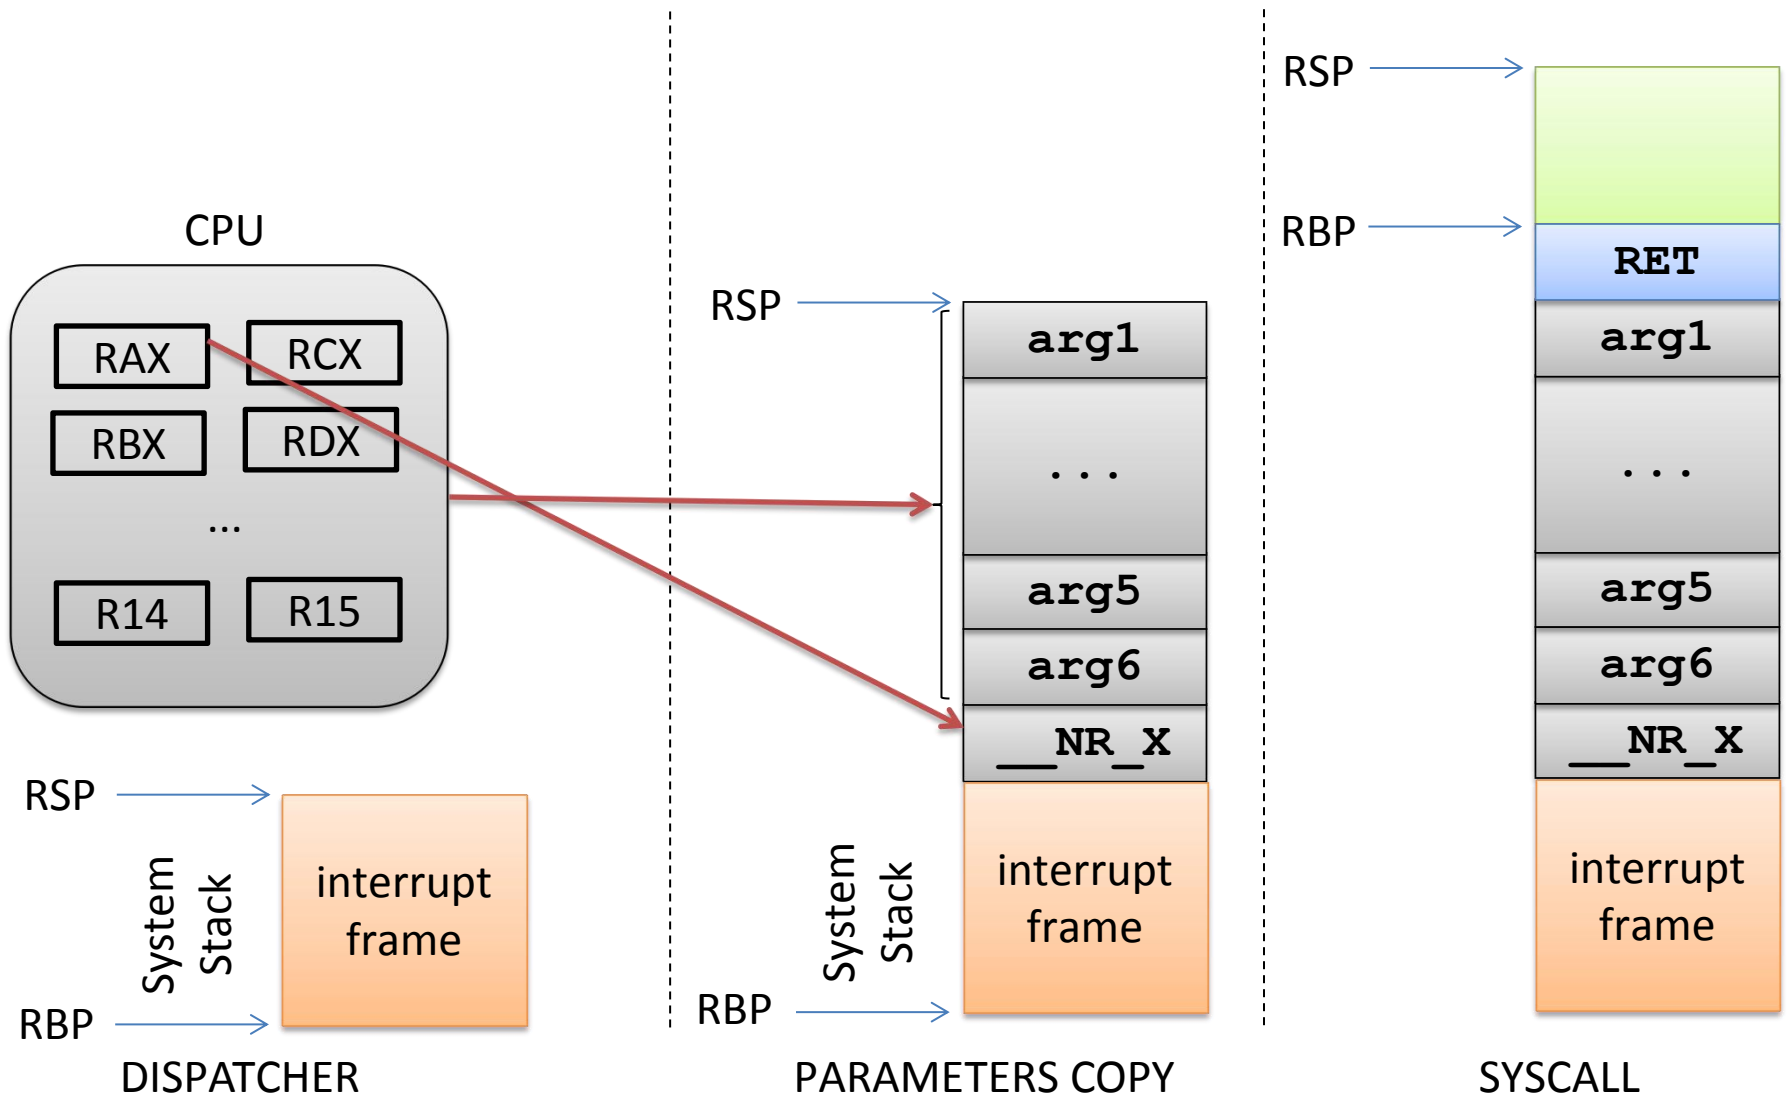 CPU
RAX
RCX
RBX
RDX
...
R14
R15
RSP
System
Stack
interrupt
frame
RBP
DISPATCHER
RSP
arg1
...
arg5
arg6
__NR_X
System
Stack
interrupt
frame
RBP
PARAMETERS COPY
RSP
RBP
RET
arg1
...
arg5
arg6
__NR_X
interrupt
frame
SYSCALL